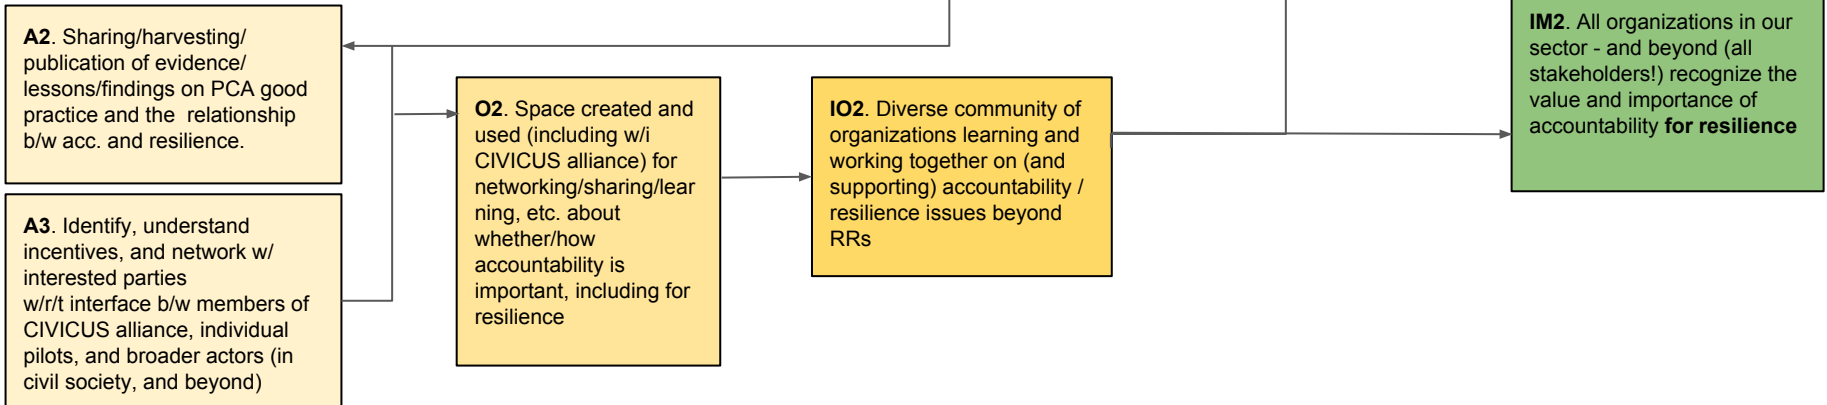 A2. Sharing/harvesting/
publication of evidence/
lessons/findings on PCA good
practice and the relationship
b/w acc. and resilience.
A3. Identify, understand
incentives, and network w/
interested parties
w/r/t interface b/w members of
CIVICUS alliance, individual
pilots, and broader actors (in
civil society, and beyond)
O2. Space created and
used (including w/i
CIVICUS alliance) for
networking/sharing/lear
ning, etc. about
whether/how
accountability is
important, including for
resilience
IO2. Diverse community of
organizations learning and
working together on (and
supporting) accountability /
resilience issues beyond
RRs
IM2. All organizations in our
sector - and beyond (all
stakeholders!) recognize the
value and importance of
accountability for resilience